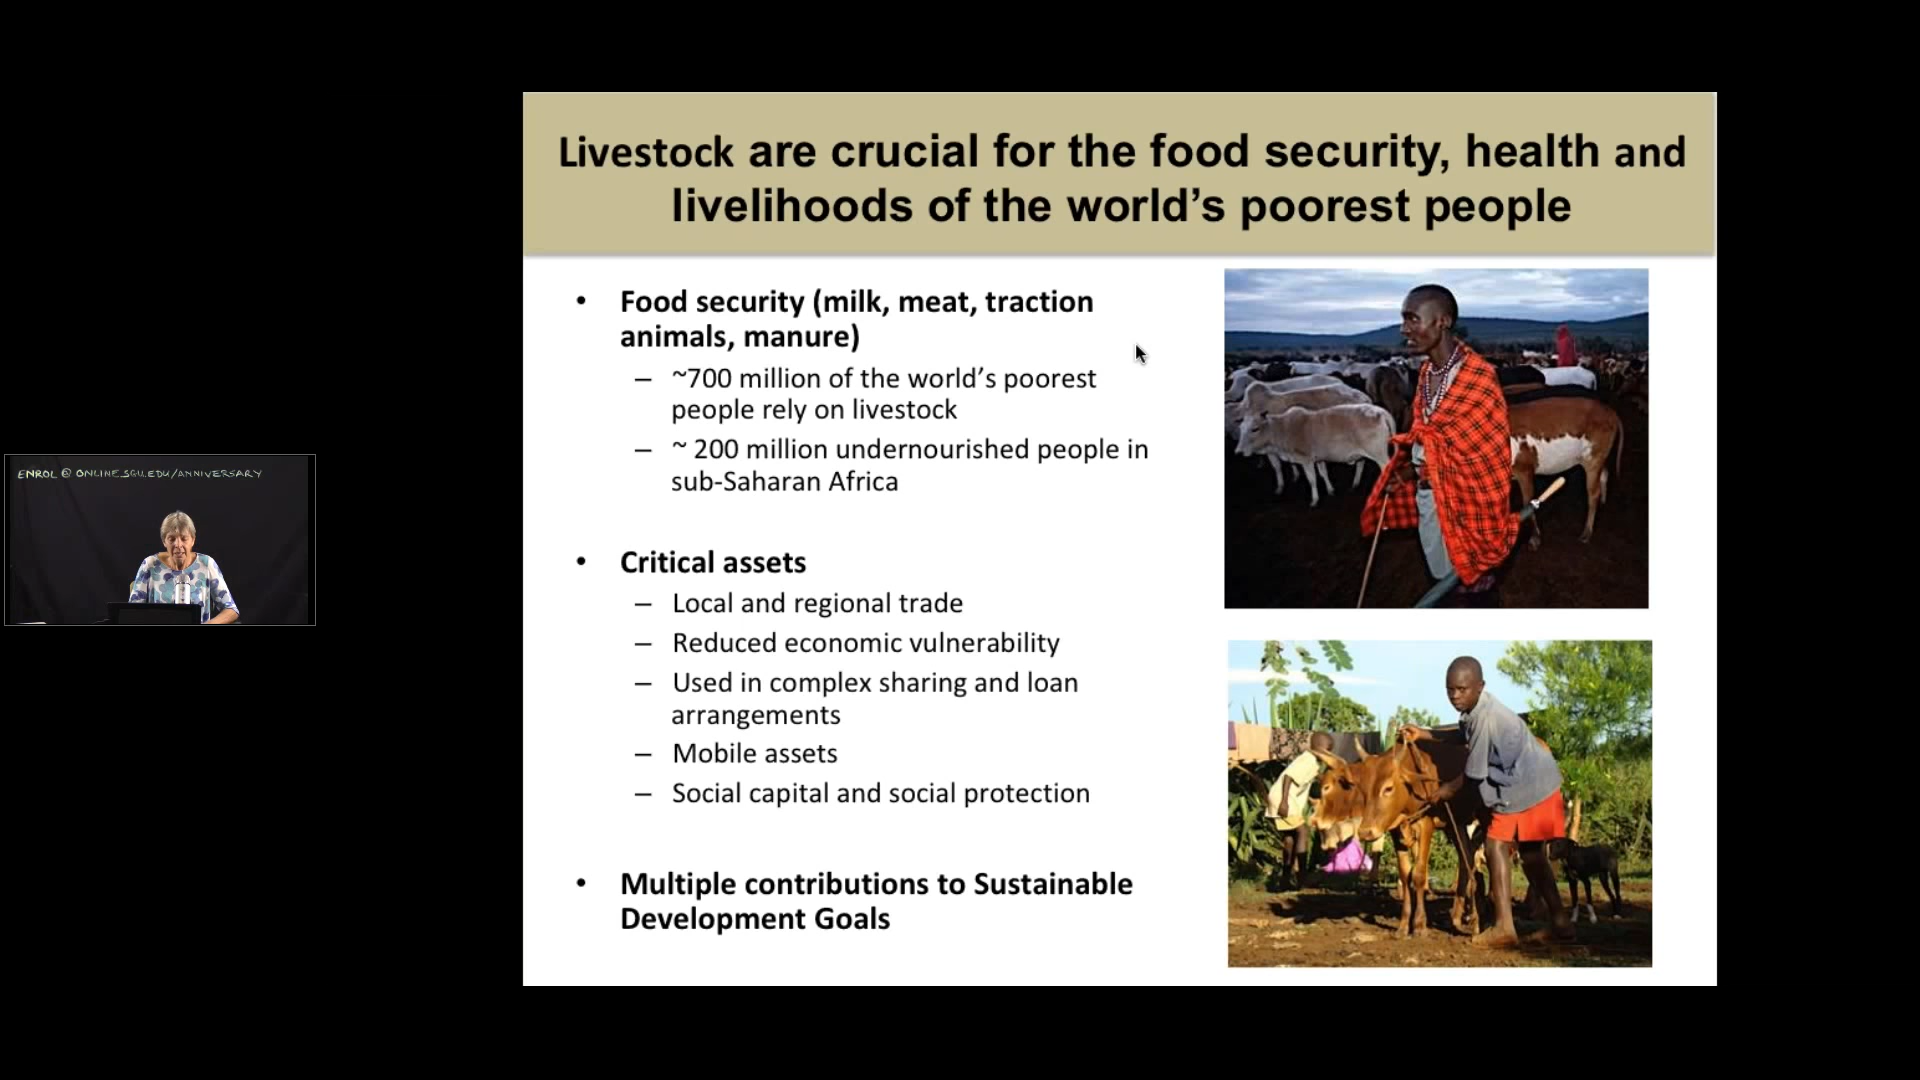 Livestock are crucial for the food security, health and
livelihoods of the world's poorest people
• Food security (milk, meat, traction
animals, manure)
– ~700 million of the world's poorest
people rely on livestock
– ~ 200 million undernourished people in
sub-Saharan Africa
• Critical assets
– Local and regional trade
– Reduced economic vulnerability
– Used in complex sharing and loan
arrangements
– Mobile assets
– Social capital and social protection
• Multiple contributions to Sustainable
Development Goals
ENROL @ ONLINE.SGU.EDU/ANNIVERSARY